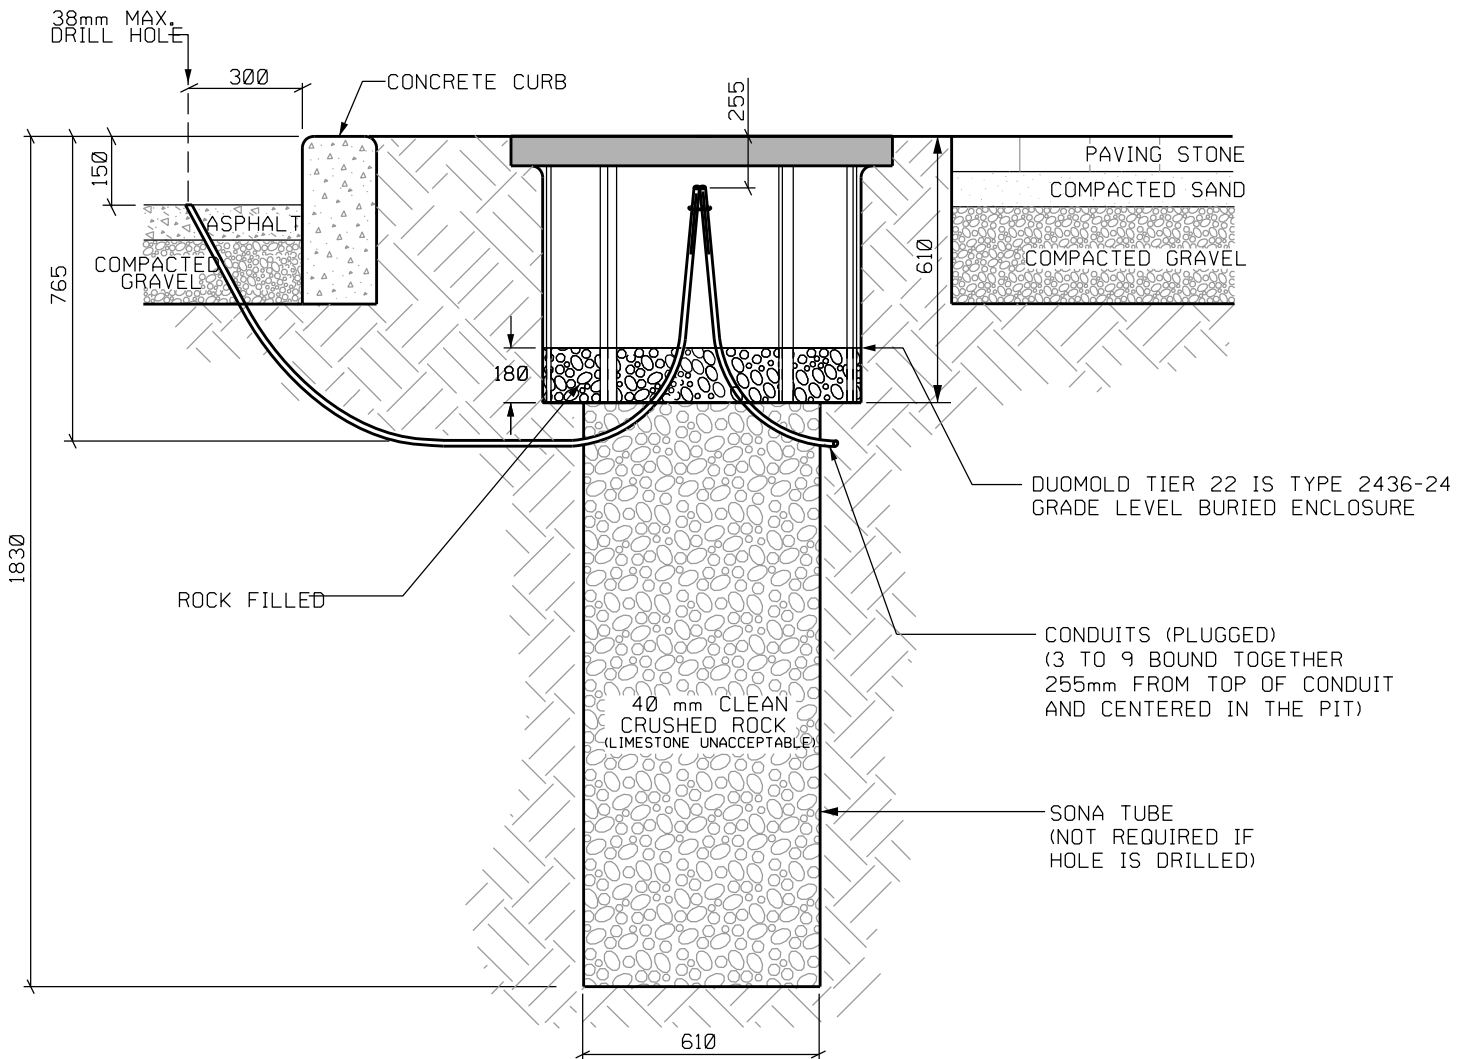 38mm MAX.
DRILL HOLE
300
CONCRETE CURB
255
150
PAVING STONE
COMPACTED SAND
ASPHALT
610
COMPACTED GRAVEL
COMPACTED
GRAVEL
765
180
DUOMOLD TIER 22 IS TYPE 2436-24
GRADE LEVEL BURIED ENCLOSURE
1830
ROCK FILLED
CONDUITS (PLUGGED)
(3 TO 9 BOUND TOGETHER
255mm FROM TOP OF CONDUIT
AND CENTERED IN THE PIT)
40 mm CLEAN
CRUSHED ROCK
(LIMESTONE UNACCEPTABLE)
SONA TUBE
(NOT REQUIRED IF
HOLE IS DRILLED)
610